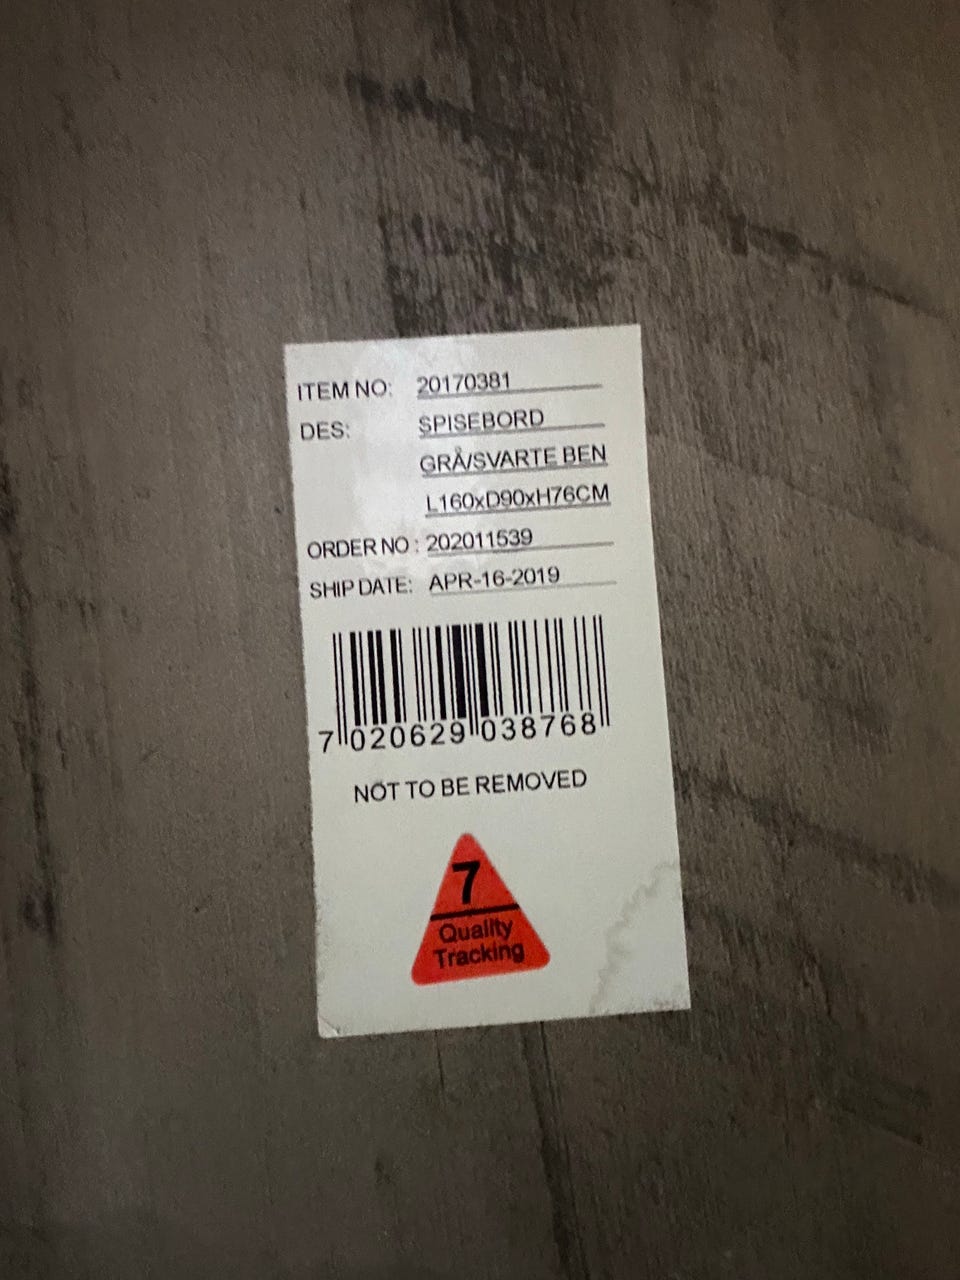 ITEM NO: 20170381
DES: SPISEBORD
GRÅ/SVARTE BEN
L160xD90xH76CM
ORDER NO : 202011539
SHIP DATE: APR-16-2019
7 020629 038768
NOT TO BE REMOVED
7
Quality
Tracking